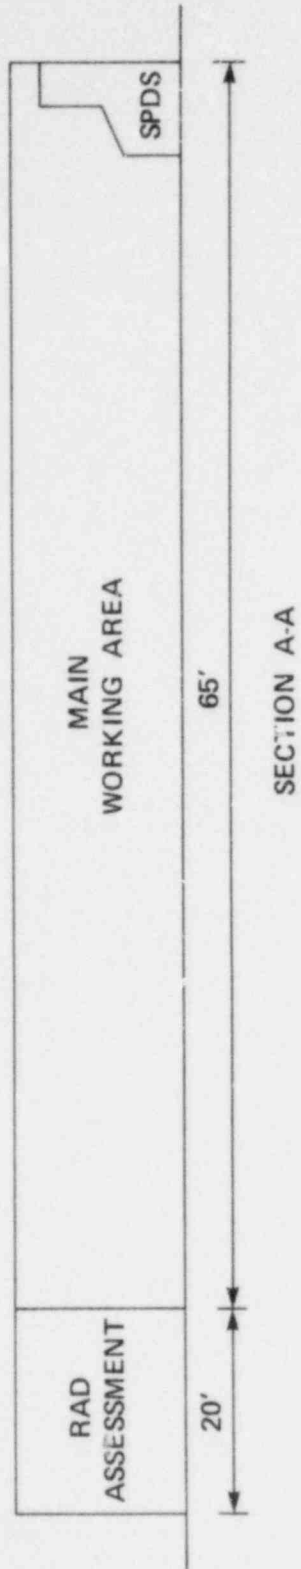 RAD
ASSESSMENT
MAIN
WORKING AREA
SPDS
20′
65′
SECTION A-A